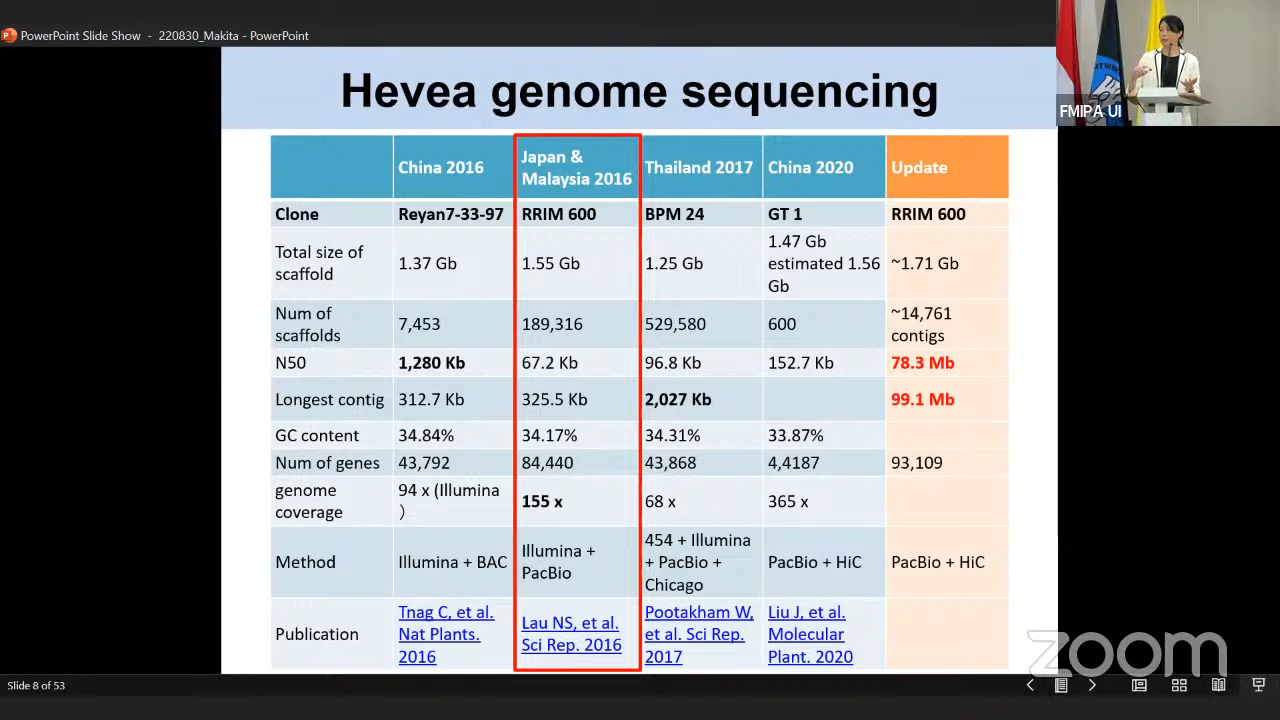 PowerPoint Slide Show - 220830_Makita - PowerPoint
FMIPA UI
Hevea genome sequencing
China 2016
Japan &
Malaysia 2016
Thailand 2017
China 2020
Update
Clone
Reyan7-33-97
RRIM 600
BPM 24
GT 1
RRIM 600
Total size of
scaffold
1.37 Gb
1.55 Gb
1.25 Gb
1.47 Gb
estimated 1.56
Gb
~1.71 Gb
Num of
scaffolds
7,453
189,316
529,580
600
~14,761
contigs
N50
1,280 Kb
67.2 Kb
96.8 Kb
152.7 Kb
78.3 Mb
Longest contig
312.7 Kb
325.5 Kb
2,027 Kb
99.1 Mb
GC content
34.84%
34.17%
34.31%
33.87%
Num of genes
43,792
84,440
43,868
4,4187
93,109
genome
coverage
94 x (Illumina
)
155 x
68 x
365 x
Method
Illumina + BAC
Illumina +
PacBio
454 + Illumina
+ PacBio +
Chicago
PacBio + HiC
PacBio + HiC
Publication
Tnag C, et al.
Nat Plants.
2016
Lau NS, et al.
Sci Rep. 2016
Pootakham W,
et al. Sci Rep.
2017
Liu J, et al.
Molecular
Plant. 2020
zoom
Slide 8 of 53